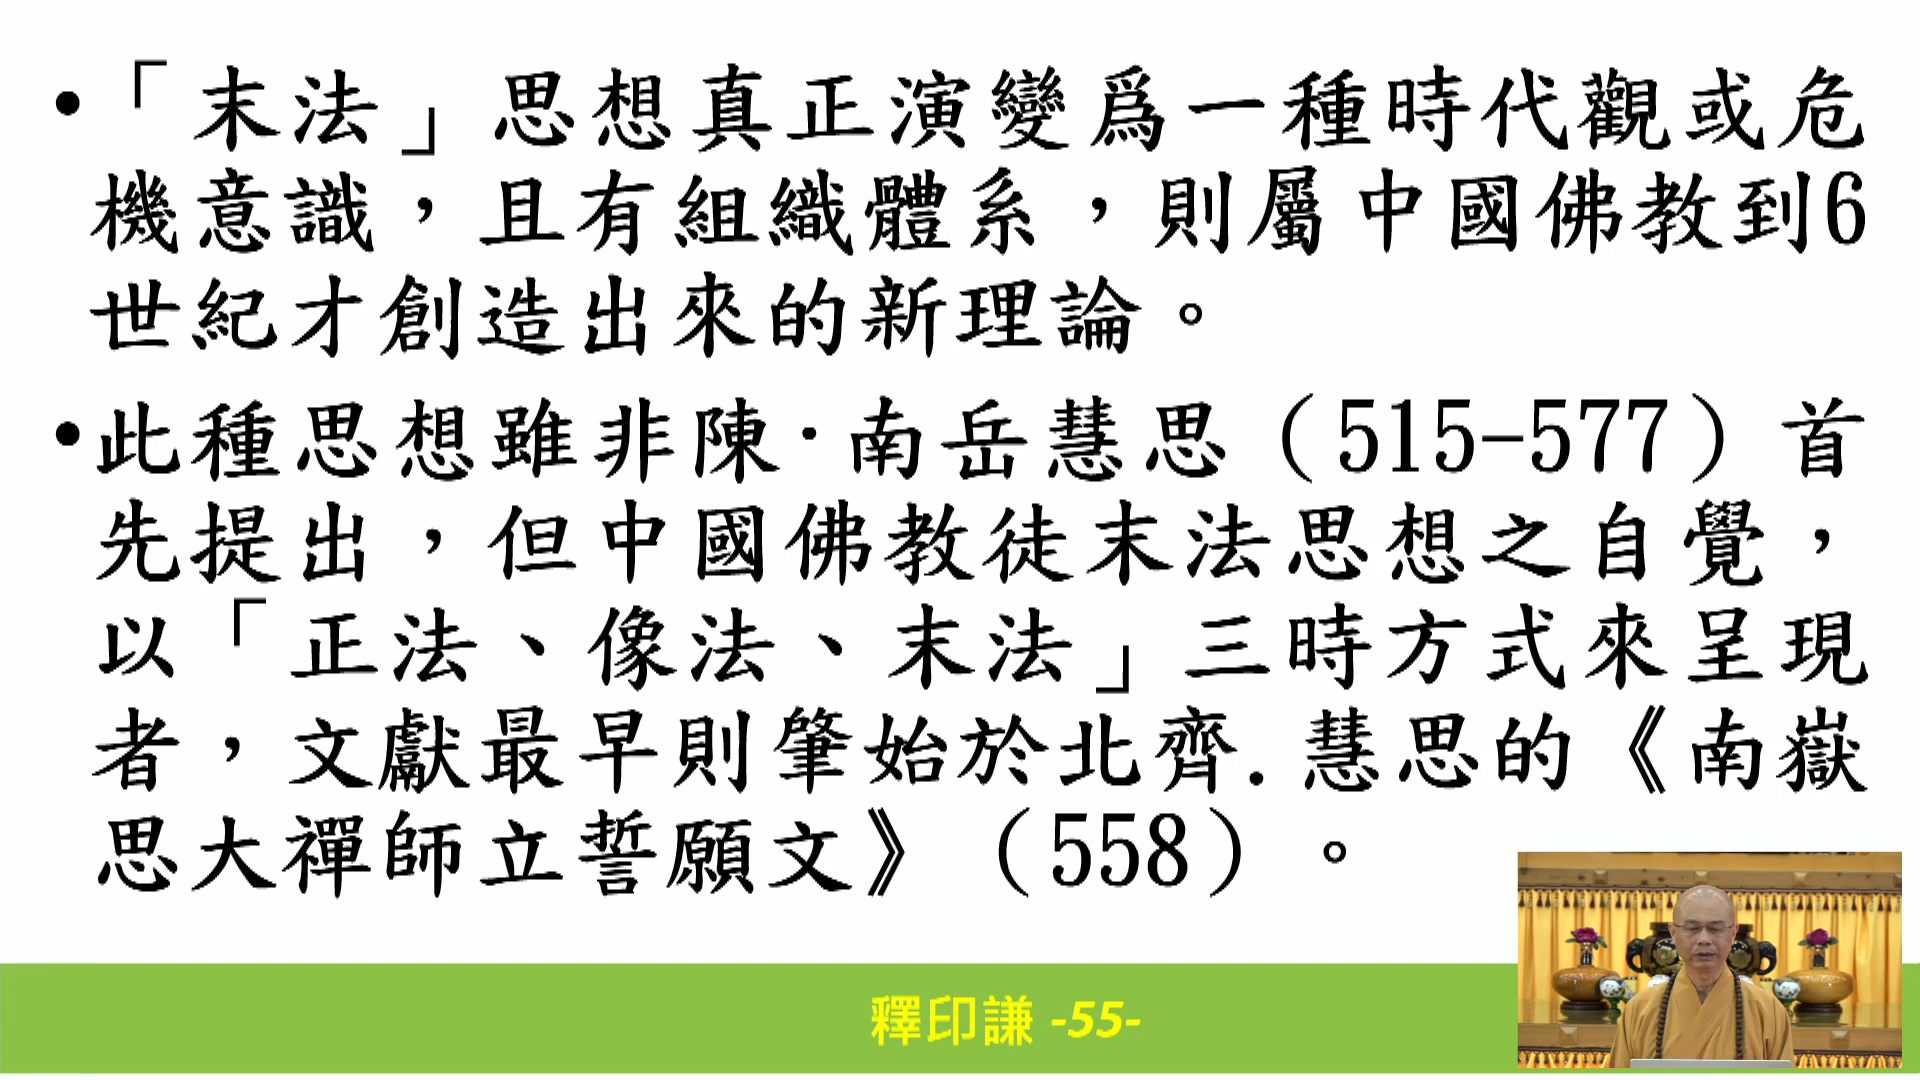 •「末法」思想真正演變爲一種時代觀或危
機意識，且有組織體系，則屬中國佛教到6
世紀才創造出來的新理論。
•此種思想雖非陳·南岳慧思（515-577）首
先提出，但中國佛教徒末法思想之自覺，
以「正法、像法、末法」三時方式來呈現
者，文獻最早則肇始於北齊.慧思的《南嶽
思大禪師立誓願文》（558）。
釋印謙 -55-